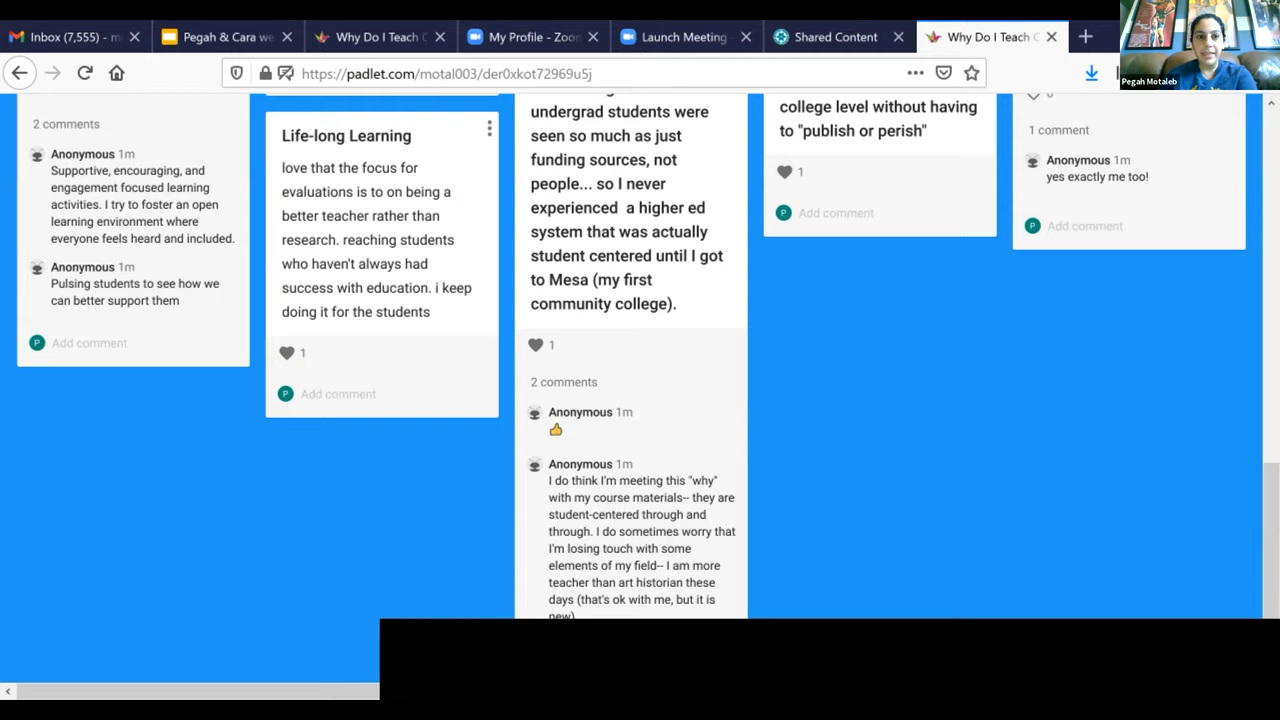 Inbox (7,555) - m
Pegah & Cara we
Why Do I Teach C
My Profile - Zoom
Launch Meeting -
Shared Content
Why Do I Teach C
Pegah Motaleb
https://padlet.com/motal003/der0xkot72969u5j
2 comments
Anonymous 1m
Supportive, encouraging, and
engagement focused learning
activities. I try to foster an open
learning environment where
everyone feels heard and included.
Anonymous 1m
Pulsing students to see how we
can better support them
P Add comment
Life-long Learning
love that the focus for
evaluations is to on being a
better teacher rather than
research. reaching students
who haven't always had
success with education. i keep
doing it for the students
1
P Add comment
undergrad students were
seen so much as just
funding sources, not
people... so I never
experienced a higher ed
system that was actually
student centered until I got
to Mesa (my first
community college).
1
2 comments
Anonymous 1m
Anonymous 1m
I do think I'm meeting this "why"
with my course materials-- they are
student-centered through and
through. I do sometimes worry that
I'm losing touch with some
elements of my field-- I am more
teacher than art historian these
days (that's ok with me, but it is
new)
college level without having
to "publish or perish"
1
P Add comment
1 comment
Anonymous 1m
yes exactly me too!
P Add comment